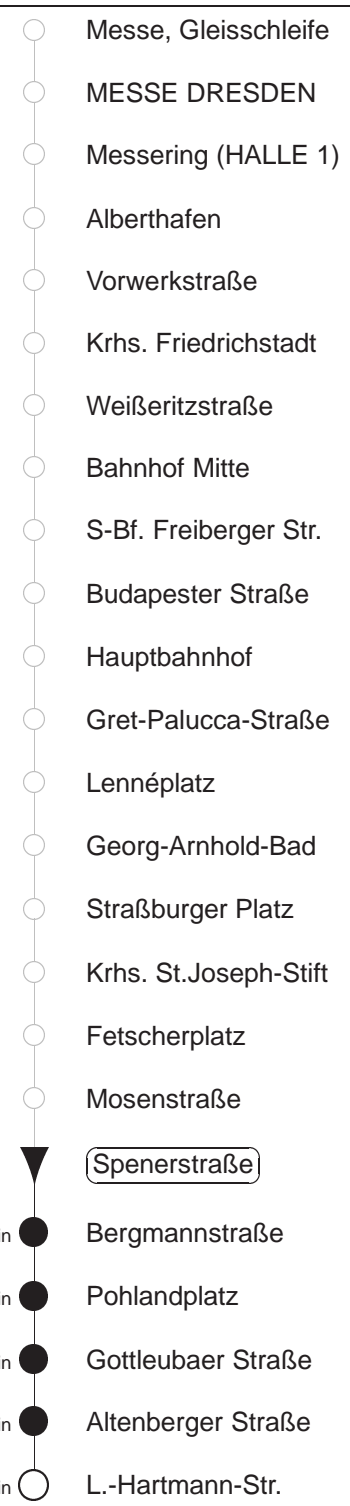 Messe, Gleisschleife
MESSE DRESDEN
Messering (HALLE 1)
Alberthafen
Vorwerkstraße
Krhs. Friedrichstadt
Weißeritzstraße
Bahnhof Mitte
S-Bf. Freiberger Str.
Budapester Straße
Hauptbahnhof
Gret-Palucca-Straße
Lennéplatz
Georg-Arnhold-Bad
Straßburger Platz
Krhs. St.Joseph-Stift
Fetscherplatz
Mosenstraße
Spenerstraße
Bergmannstraße
Pohlandplatz
Gottleubaer Straße
Altenberger Straße
L.-Hartmann-Str.